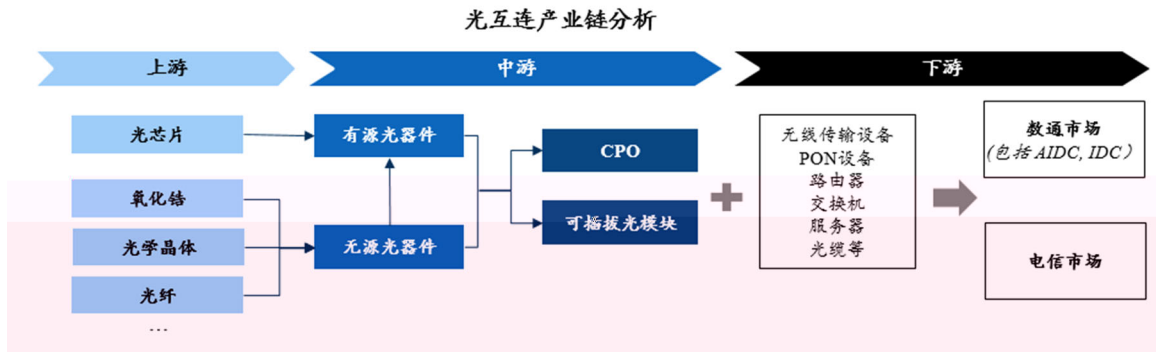 光互连产业链分析
上游
中游
下游
光芯片
氧化锆
光学晶体
光纤
…
有源光器件
无源光器件
CPO
可插拔光模块
无线传输设备
PON设备
路由器
交换机
服务器
光缆等
数通市场
(包括 AIDC, IDC）
电信市场